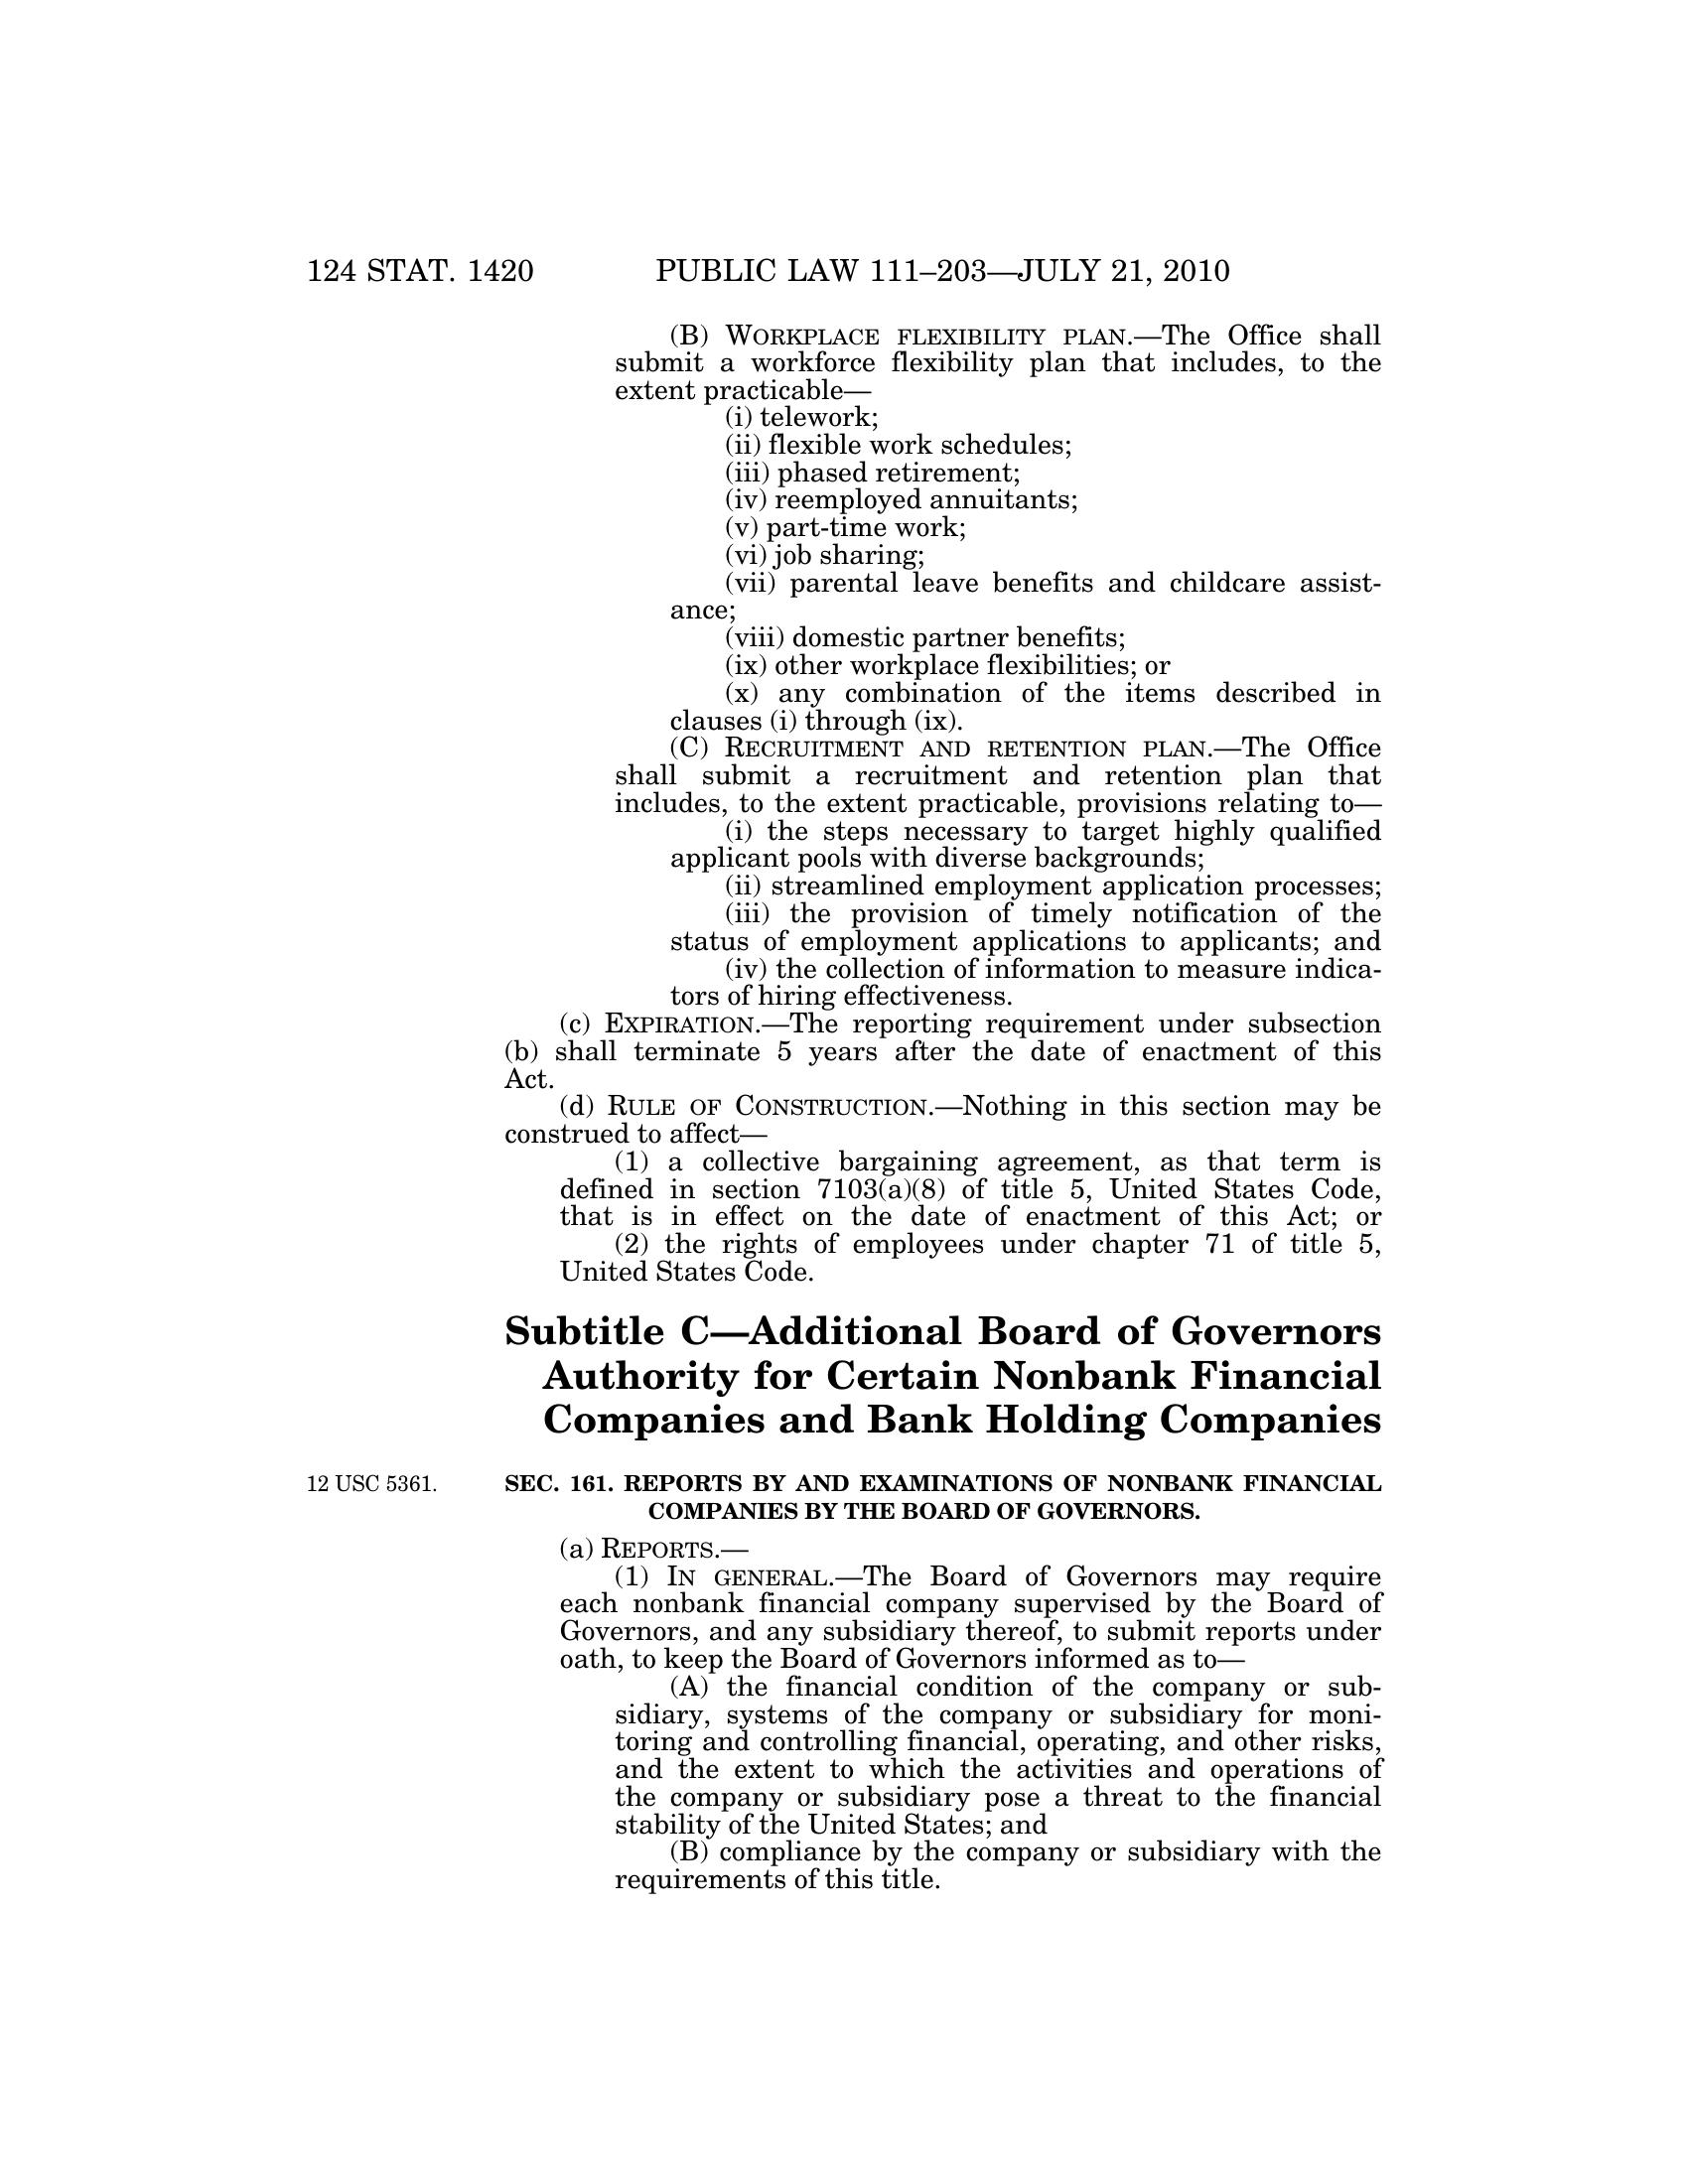 124 STAT. 1420 PUBLIC LAW 111–203—JULY 21, 2010
(B) WORKPLACE FLEXIBILITY PLAN.—The Office shall
submit a workforce flexibility plan that includes, to the
extent practicable—
(i) telework;
(ii) flexible work schedules;
(iii) phased retirement;
(iv) reemployed annuitants;
(v) part-time work;
(vi) job sharing;
(vii) parental leave benefits and childcare assist-
ance;
(viii) domestic partner benefits;
(ix) other workplace flexibilities; or
(x) any combination of the items described in
clauses (i) through (ix).
(C) RECRUITMENT AND RETENTION PLAN.—The Office
shall submit a recruitment and retention plan that
includes, to the extent practicable, provisions relating to—
(i) the steps necessary to target highly qualified
applicant pools with diverse backgrounds;
(ii) streamlined employment application processes;
(iii) the provision of timely notification of the
status of employment applications to applicants; and
(iv) the collection of information to measure indica-
tors of hiring effectiveness.
(c) EXPIRATION.—The reporting requirement under subsection
(b) shall terminate 5 years after the date of enactment of this
Act.
(d) RULE OF CONSTRUCTION.—Nothing in this section may be
construed to affect—
(1) a collective bargaining agreement, as that term is
defined in section 7103(a)(8) of title 5, United States Code,
that is in effect on the date of enactment of this Act; or
(2) the rights of employees under chapter 71 of title 5,
United States Code.
Subtitle C—Additional Board of Governors
Authority for Certain Nonbank Financial
Companies and Bank Holding Companies
12 USC 5361. SEC. 161. REPORTS BY AND EXAMINATIONS OF NONBANK FINANCIAL
COMPANIES BY THE BOARD OF GOVERNORS.
(a) REPORTS.—
(1) IN GENERAL.—The Board of Governors may require
each nonbank financial company supervised by the Board of
Governors, and any subsidiary thereof, to submit reports under
oath, to keep the Board of Governors informed as to—
(A) the financial condition of the company or sub-
sidiary, systems of the company or subsidiary for moni-
toring and controlling financial, operating, and other risks,
and the extent to which the activities and operations of
the company or subsidiary pose a threat to the financial
stability of the United States; and
(B) compliance by the company or subsidiary with the
requirements of this title.